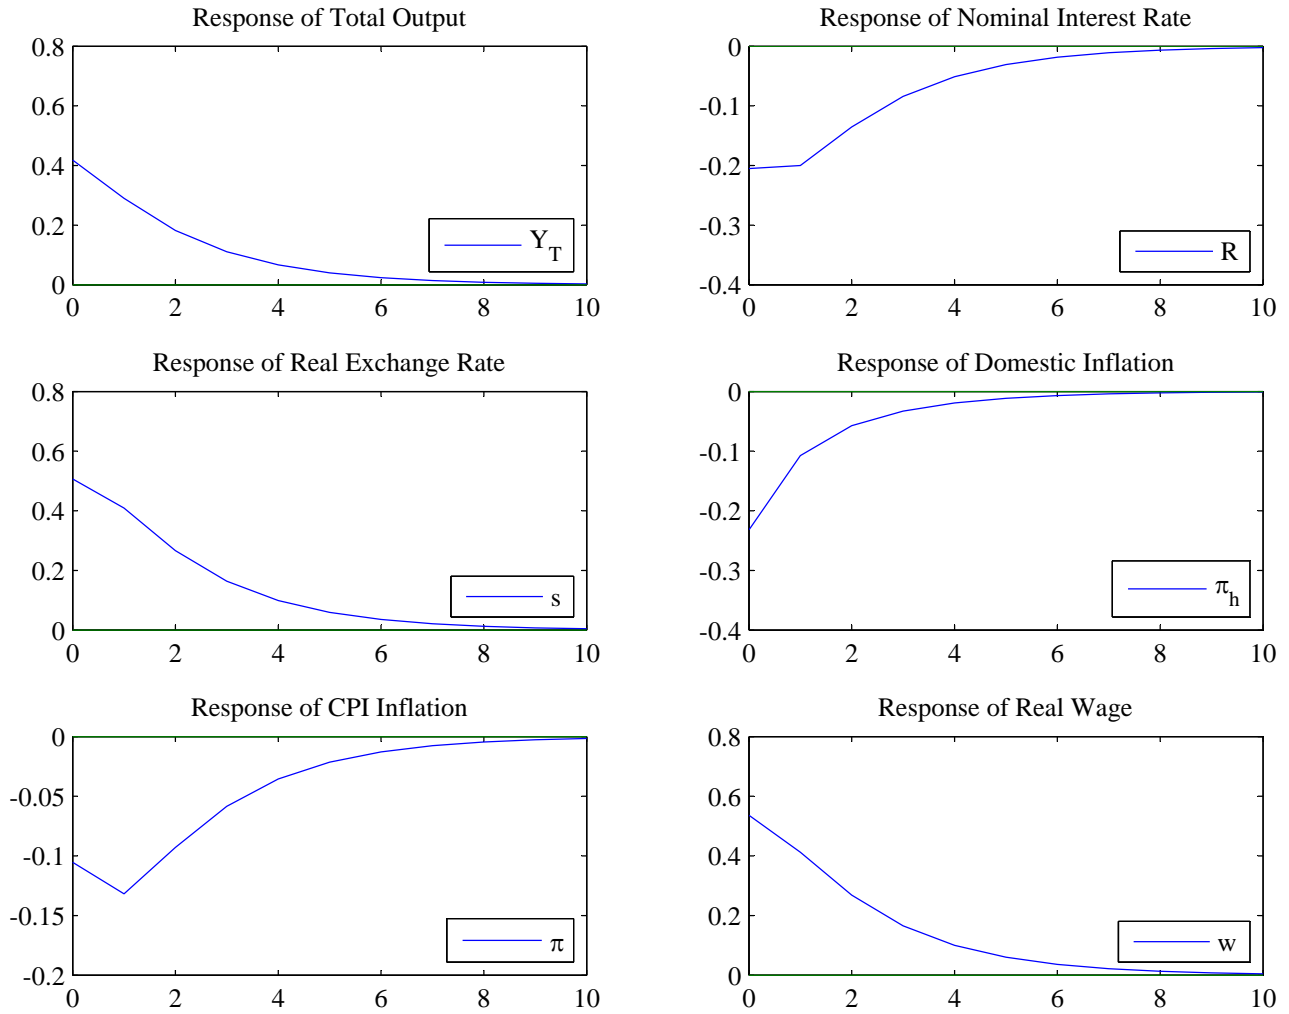 Response of Total Output
0.8
0.6
0.4
0.2
0
0 2 4 6 8 10
Y_T
Response of Nominal Interest Rate
0
-0.1
-0.2
-0.3
-0.4
0 2 4 6 8 10
R
Response of Real Exchange Rate
0.8
0.6
0.4
0.2
0
0 2 4 6 8 10
s
Response of Domestic Inflation
0
-0.1
-0.2
-0.3
-0.4
0 2 4 6 8 10
π_h
Response of CPI Inflation
0
-0.05
-0.1
-0.15
-0.2
0 2 4 6 8 10
π
Response of Real Wage
0.8
0.6
0.4
0.2
0
0 2 4 6 8 10
w